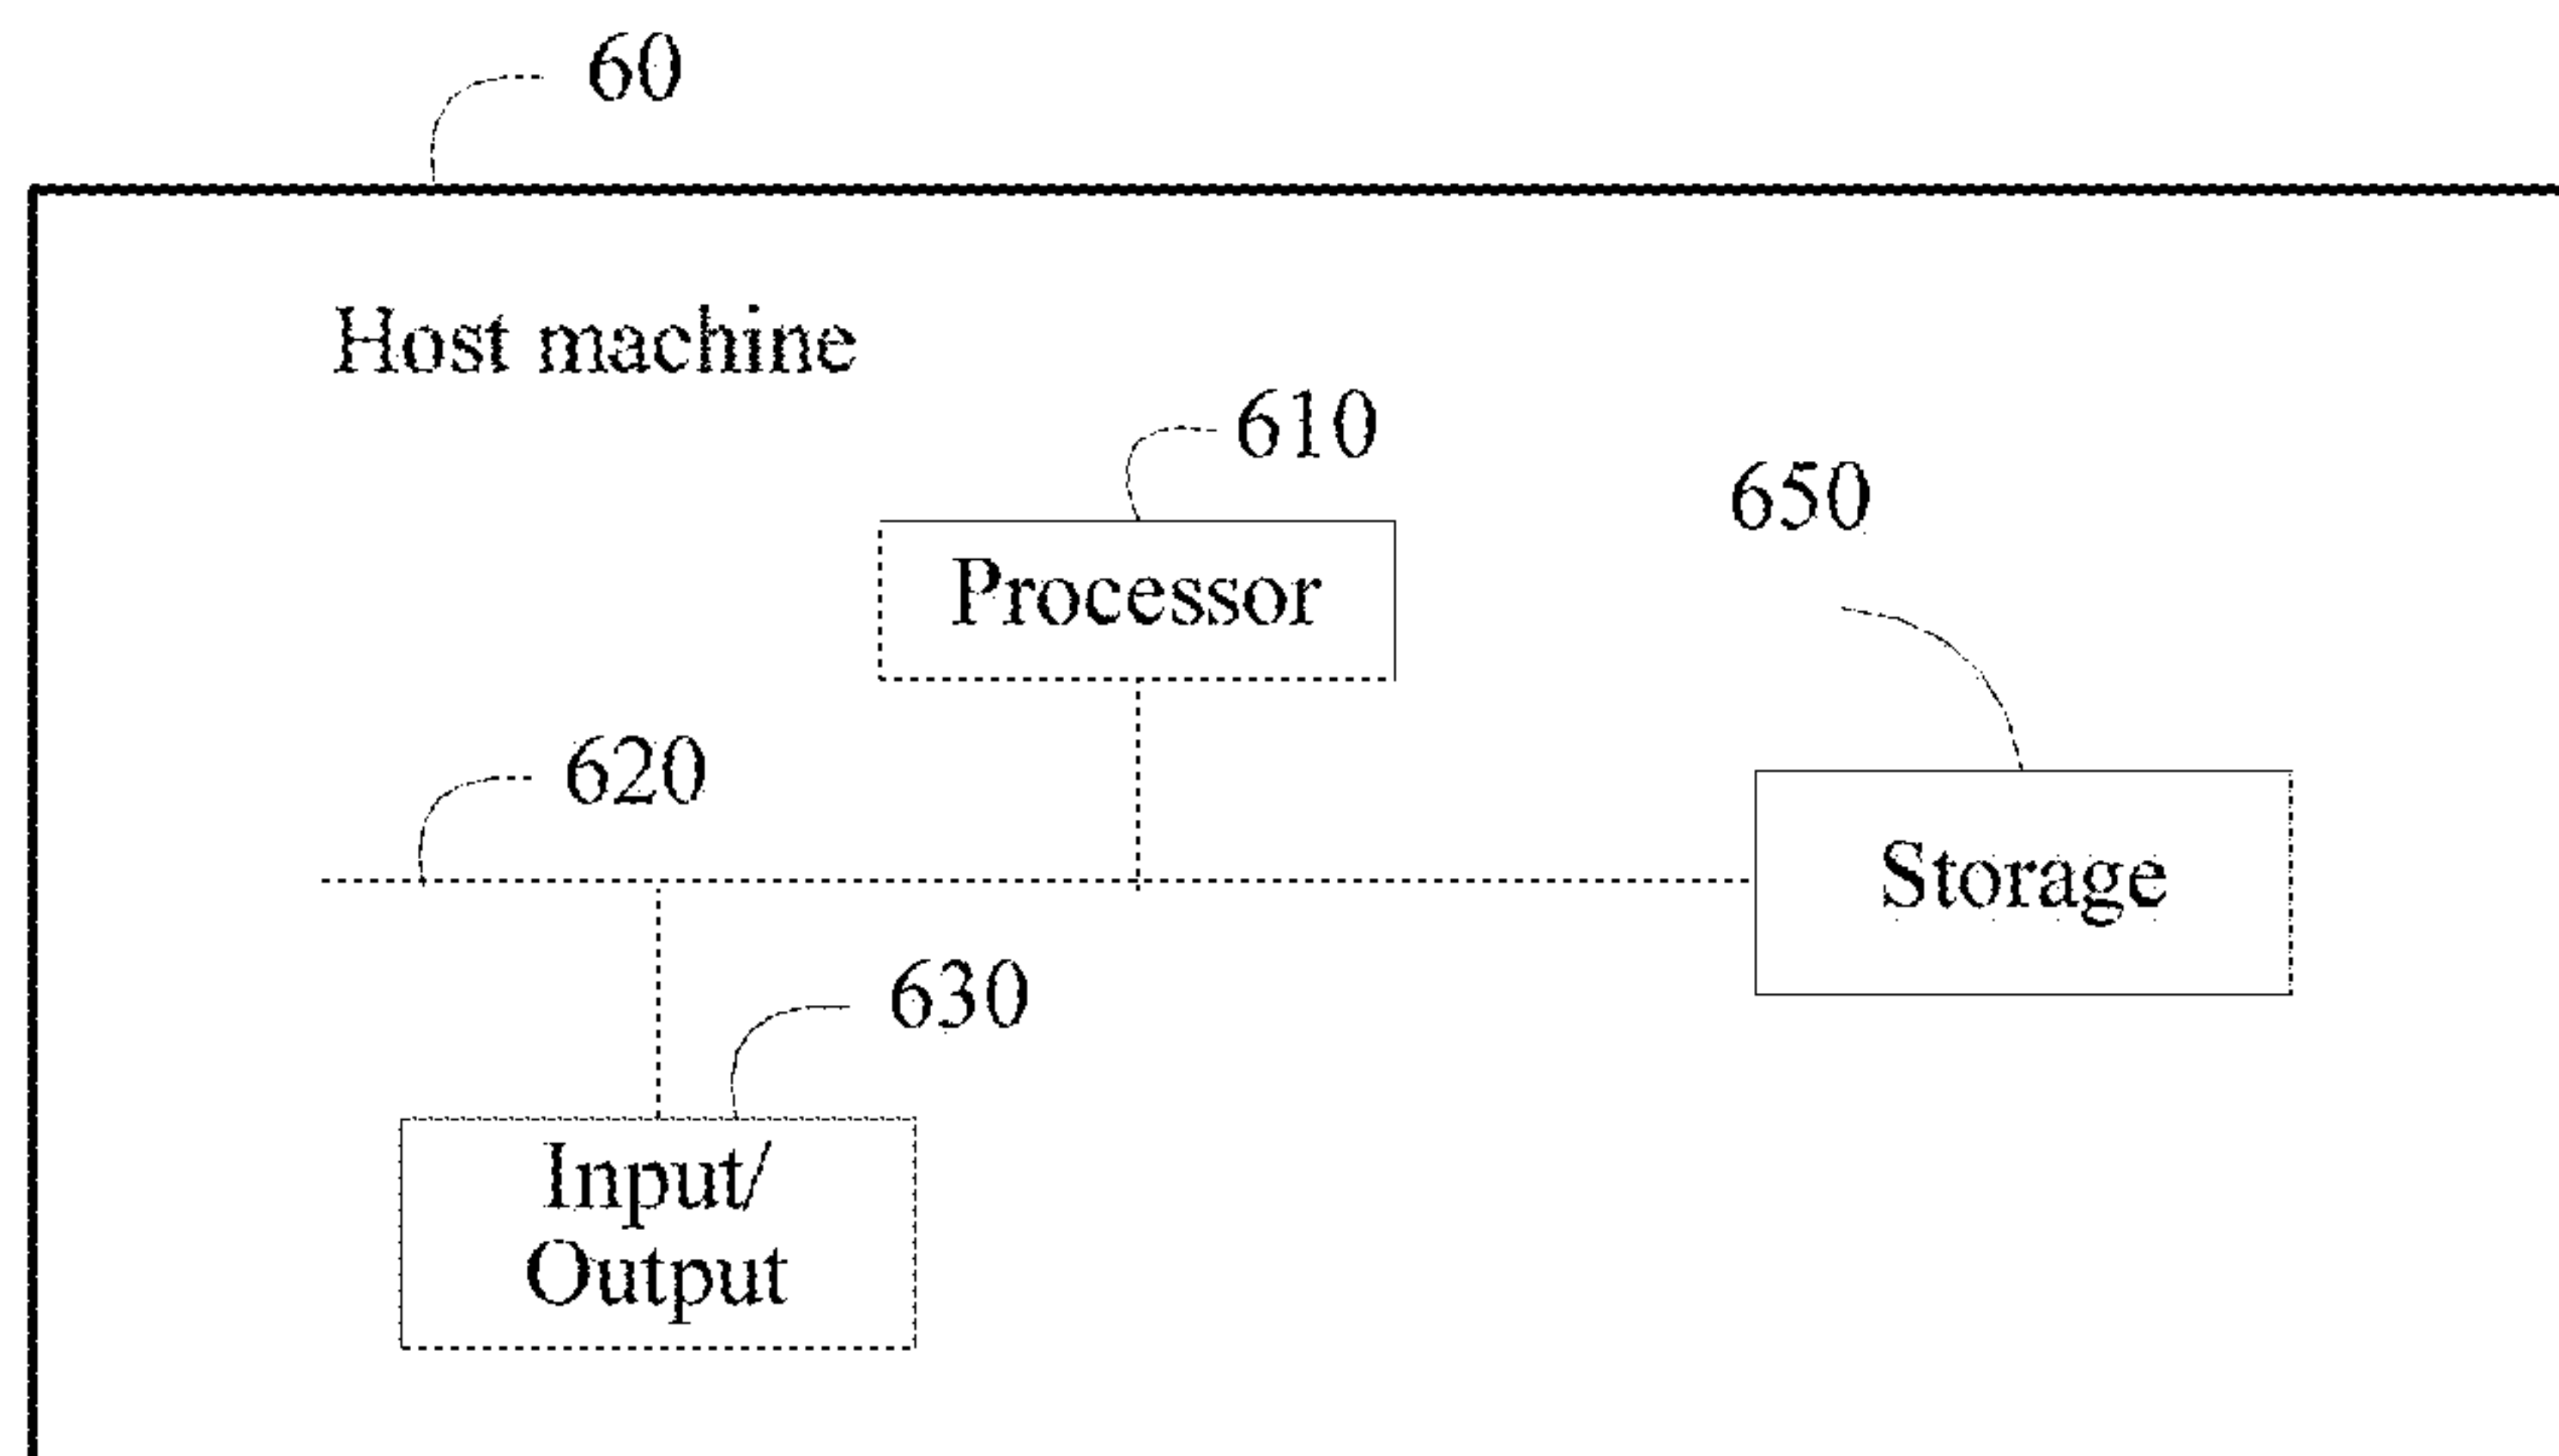 60
Host machine
610
650
Processor
620
Storage
630
Input/
Output